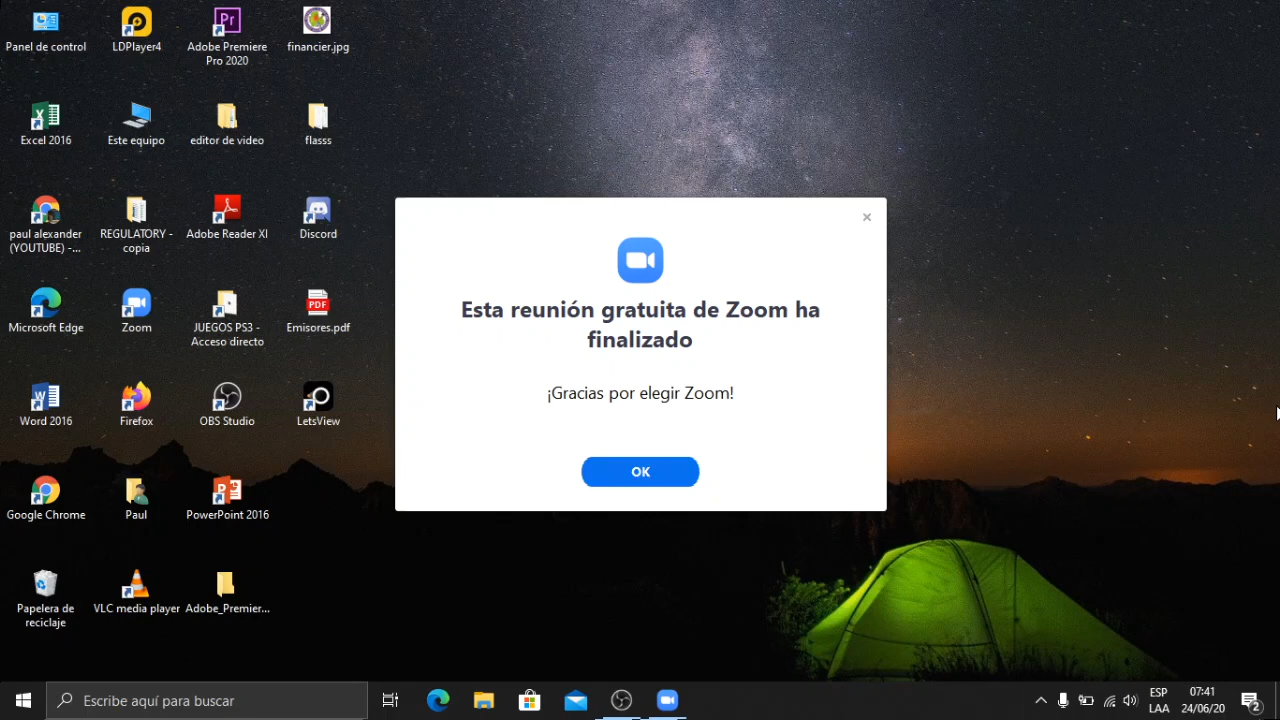 Panel de control
LDPlayer4
Adobe Premiere
Pro 2020
financier.jpg
Excel 2016
Este equipo
editor de video
flasss
paul alexander
(YOUTUBE) -...
REGULATORY -
copia
Adobe Reader XI
Discord
Microsoft Edge
Zoom
JUEGOS PS3 -
Acceso directo
Emisores.pdf
Word 2016
Firefox
OBS Studio
LetsView
Google Chrome
Paul
PowerPoint 2016
Papelera de
reciclaje
VLC media player
Adobe_Premier...
Esta reunión gratuita de Zoom ha
finalizado
¡Gracias por elegir Zoom!
OK
Escribe aquí para buscar
ESP
LAA
07:41
24/06/20
2